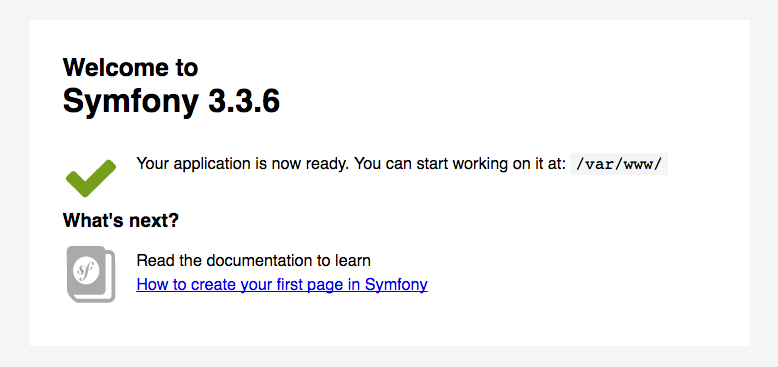 Welcome to
Symfony 3.3.6
Your application is now ready. You can start working on it at: /var/www/
What's next?
sf
Read the documentation to learn
How to create your first page in Symfony